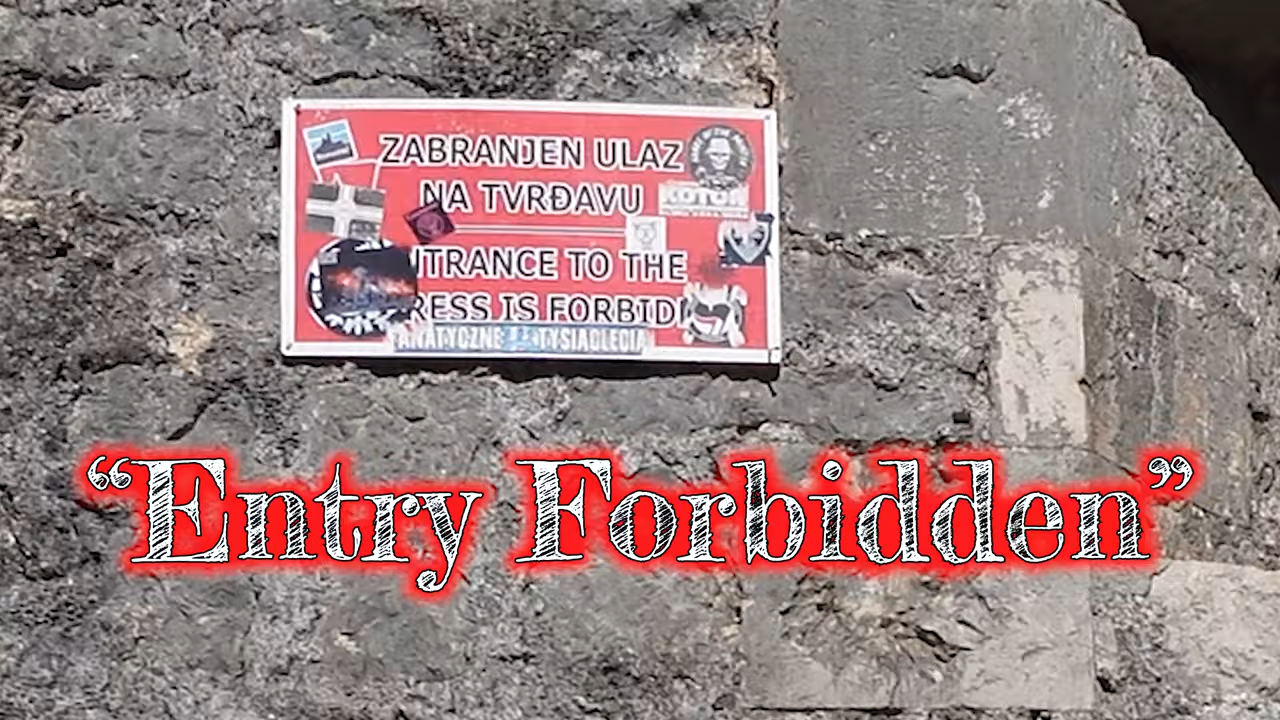 ZABRANJEN ULAZ
NA TVRĐAVU
KOTOR
NTRANCE TO THE
RESS IS FORBID
“Entry Forbidden”